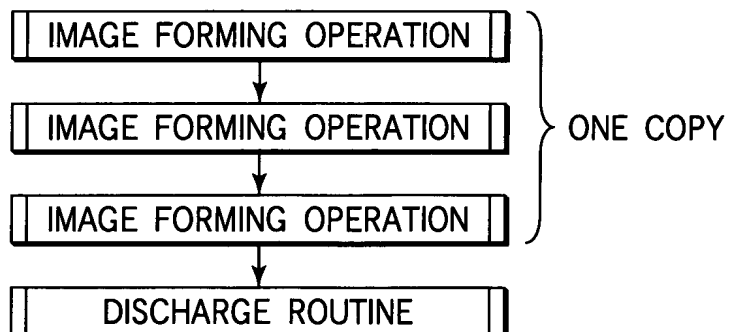 IMAGE FORMING OPERATION
IMAGE FORMING OPERATION
ONE COPY
IMAGE FORMING OPERATION
DISCHARGE ROUTINE